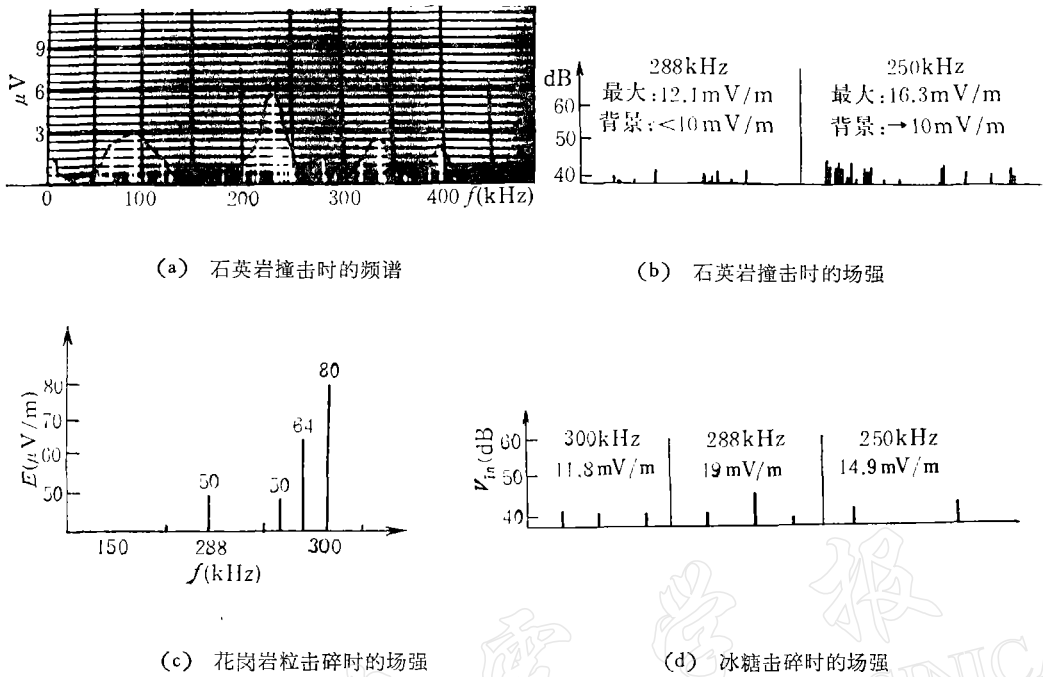 μV
9
6
3
0 100 200 300 400 f(kHz)
(a) 石英岩撞击时的频谱
dB
60
50
40
288kHz
最大:12.1mV/m
背景:<10mV/m
250kHz
最大:16.3mV/m
背景:→10mV/m
(b) 石英岩撞击时的场强
E(μV/m)
80
70
60
50
50
50
64
80
150 288 300
f(kHz)
(c) 花岗岩粒击碎时的场强
Vin(dB)
60
50
40
300kHz
11.8mV/m
288kHz
19mV/m
250kHz
14.9mV/m
(d) 冰糖击碎时的场强
学报